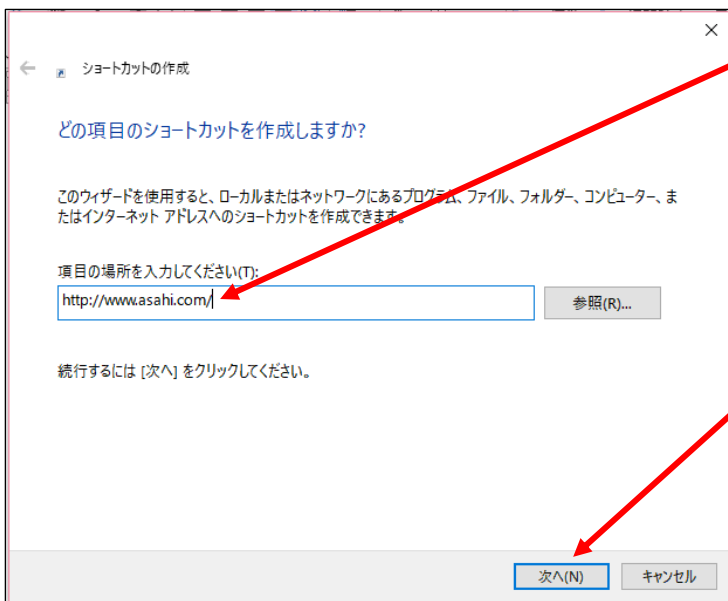 ショートカットの作成
どの項目のショートカットを作成しますか?
このウィザードを使用すると、ローカルまたはネットワークにあるプログラム、ファイル、フォルダー、コンピューター、ま
たはインターネット アドレスへのショートカットを作成できます。
項目の場所を入力してください(T):
http://www.asahi.com/
参照(R)...
続行するには [次へ] をクリックしてください。
次へ(N)
キャンセル